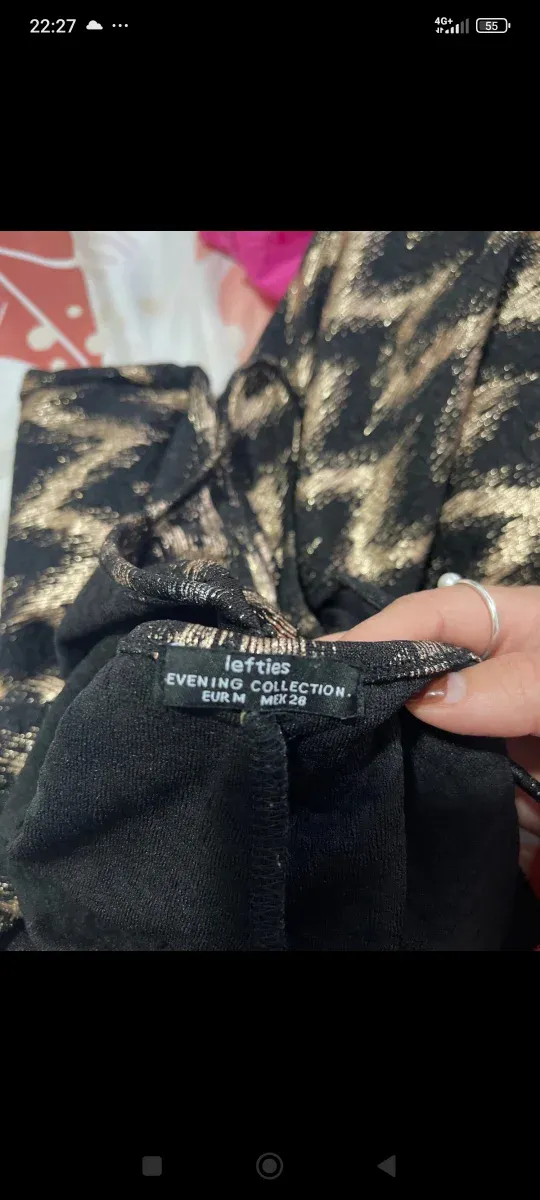 22:27
4G+
55
lefties
EVENING COLLECTION.
EUR M MEX 28